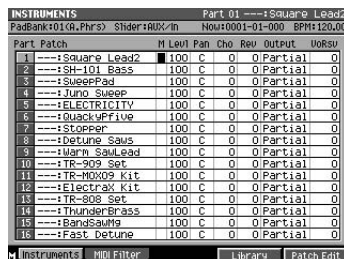 INSTRUMENTS Part 01 ---:Square Lead2
PadBank:01(A.Phrs) Slider:AUX/In Now:0001-01-000 BPM:120.00
Part Patch M Levl Pan Cho Rev Output VoRsv
1 ---:Square Lead2 100 C 0 0 Partial 0
2 ---:SH-101 Bass 100 C 0 0 Partial 0
3 ---:SweepPad 100 C 0 0 Partial 0
4 ---:Juno Sweep 100 C 0 0 Partial 0
5 ---:ELECTRICITY 100 C 0 0 Partial 0
6 ---:QuackyPfive 100 C 0 0 Partial 0
7 ---:Stopper 100 C 0 0 Partial 0
8 ---:Detune Saws 100 C 0 0 Partial 0
9 ---:Warm SawLead 100 C 0 0 Partial 0
10 ---:TR-909 Set 100 C 0 0 Partial 0
11 ---:TR-MOXO9 Kit 100 C 0 0 Partial 0
12 ---:ElectraX Kit 100 C 0 0 Partial 0
13 ---:TR-808 Set 100 C 0 0 Partial 0
14 ---:ThunderBrass 100 C 0 0 Partial 0
15 ---:BandSawMg 100 C 0 0 Partial 0
16 ---:Fast Detune 100 C 0 0 Partial 0
M Instruments MIDI Filter Library Patch Edit